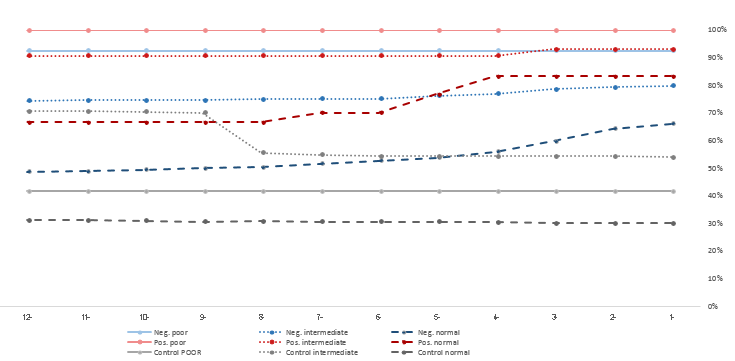 100%
90%
80%
70%
60%
50%
40%
30%
20%
10%
0%
12- 11- 10- 9- 8- 7- 6- 5- 4- 3- 2- 1-
Neg. poor Neg. intermediate Neg. normal
Pos. poor Pos. intermediate Pos. normal
Control POOR Control intermediate Control normal